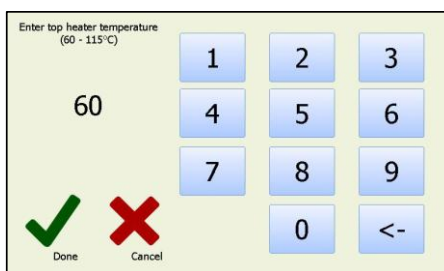 Enter top heater temperature
(60 - 115°C)
1 2 3
60
4 5 6
7 8 9
0 <-
Done Cancel